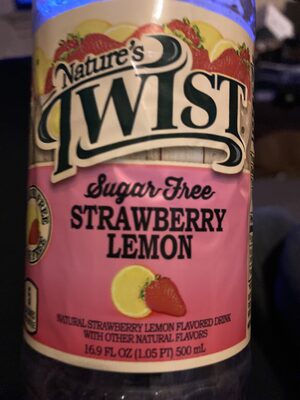 Nature's
TWIST
Sugar-Free
STRAWBERRY
LEMON
NATURAL STRAWBERRY LEMON FLAVORED DRINK
WITH OTHER NATURAL FLAVORS
16.9 FL OZ (1.05 PT) 500 mL